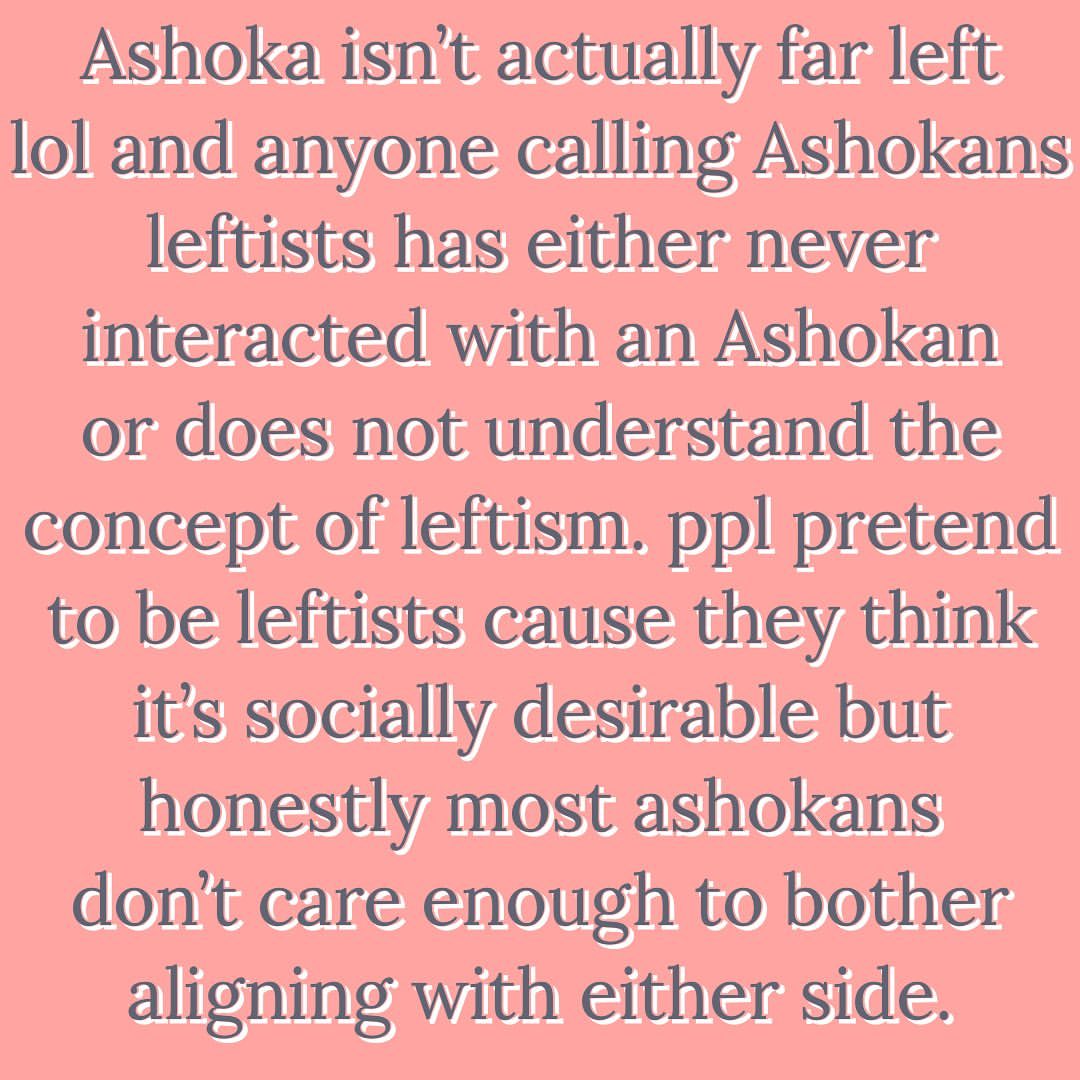 Ashoka isn’t actually far left
lol and anyone calling Ashokans
leftists has either never
interacted with an Ashokan
or does not understand the
concept of leftism. ppl pretend
to be leftists cause they think
it’s socially desirable but
honestly most ashokans
don’t care enough to bother
aligning with either side.